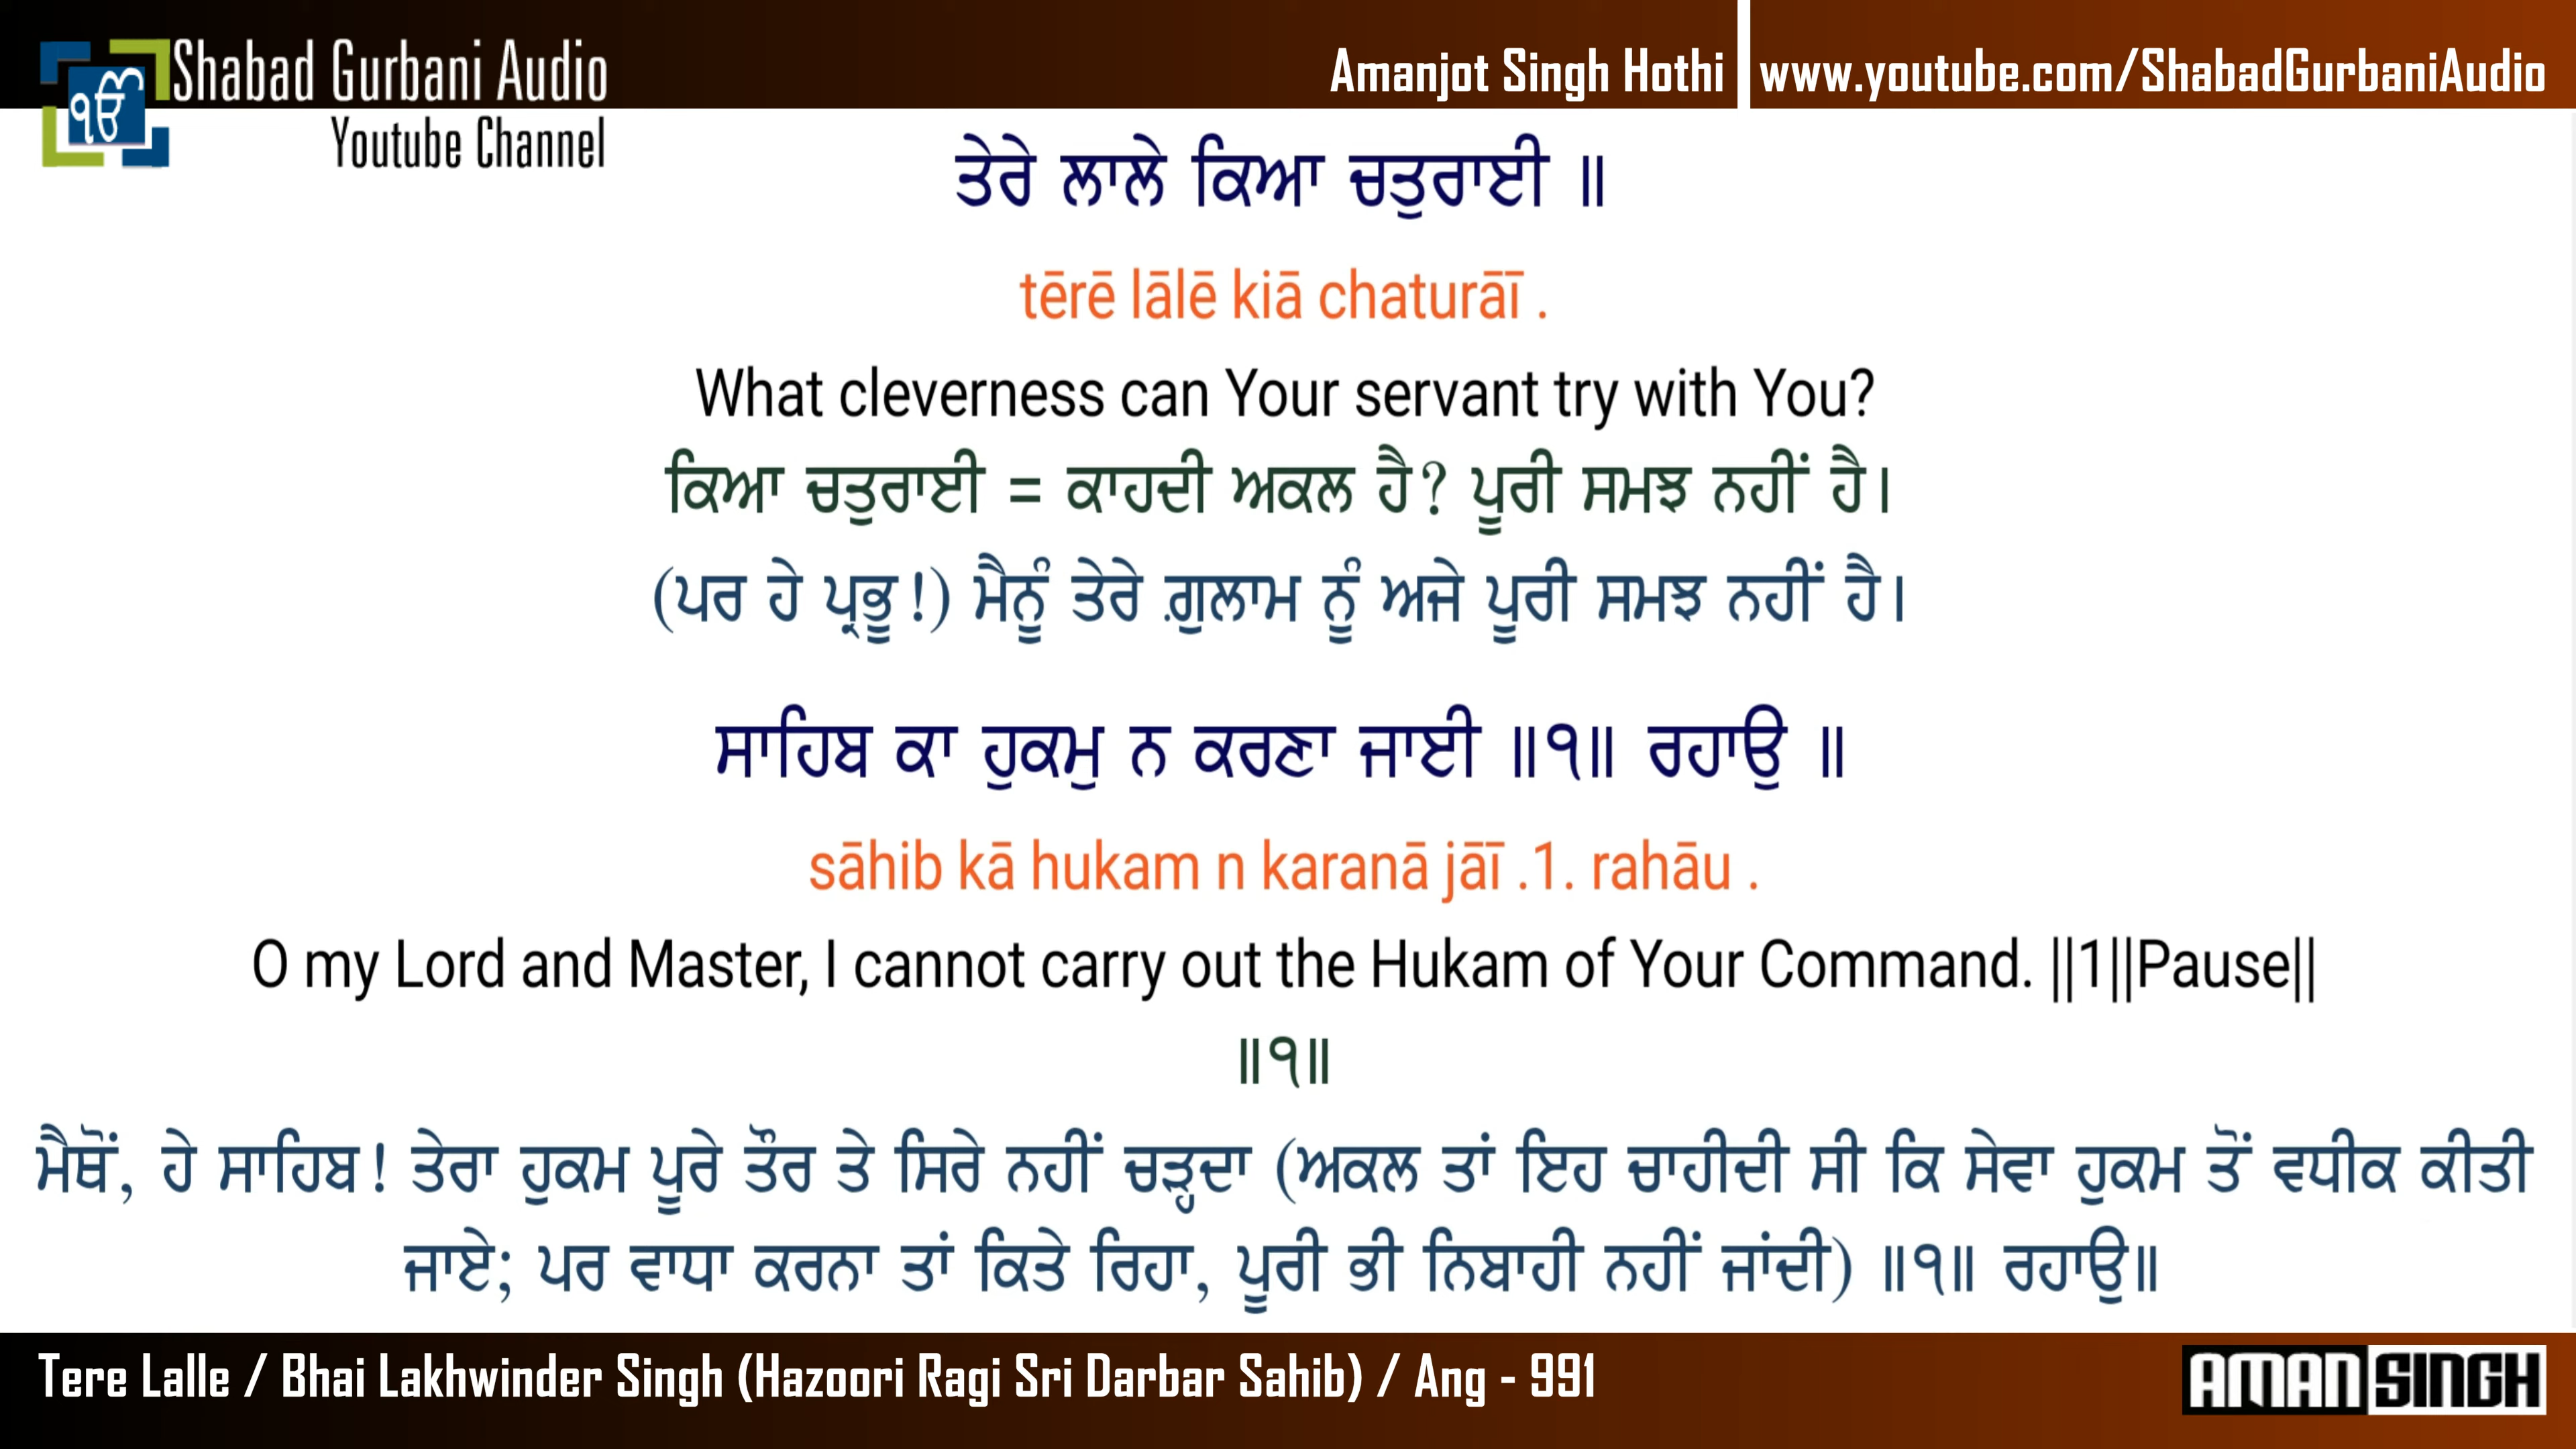 Shabad Gurbani Audio
Youtube Channel
ੴ
Amanjot Singh Hothi
www.youtube.com/ShabadGurbaniAudio
ਤੇਰੇ ਲਾਲੇ ਕਿਆ ਚਤੁਰਾਈ ॥
tērē lālē kiā chaturāī .
What cleverness can Your servant try with You?
ਕਿਆ ਚਤੁਰਾਈ = ਕਾਹਦੀ ਅਕਲ ਹੈ? ਪੂਰੀ ਸਮਝ ਨਹੀਂ ਹੈ।
(ਪਰ ਹੇ ਪ੍ਰਭੂ!) ਮੈਨੂੰ ਤੇਰੇ ਗ਼ੁਲਾਮ ਨੂੰ ਅਜੇ ਪੂਰੀ ਸਮਝ ਨਹੀਂ ਹੈ।
ਸਾਹਿਬ ਕਾ ਹੁਕਮੁ ਨ ਕਰਣਾ ਜਾਈ ॥੧॥ ਰਹਾਉ ॥
sāhib kā hukam n karanā jāī .1. rahāu .
O my Lord and Master, I cannot carry out the Hukam of Your Command. ||1||Pause||
॥੧॥
ਮੈਥੋਂ, ਹੇ ਸਾਹਿਬ! ਤੇਰਾ ਹੁਕਮ ਪੂਰੇ ਤੌਰ ਤੇ ਸਿਰੇ ਨਹੀਂ ਚੜ੍ਹਦਾ (ਅਕਲ ਤਾਂ ਇਹ ਚਾਹੀਦੀ ਸੀ ਕਿ ਸੇਵਾ ਹੁਕਮ ਤੋਂ ਵਧੀਕ ਕੀਤੀ
ਜਾਏ; ਪਰ ਵਾਧਾ ਕਰਨਾ ਤਾਂ ਕਿਤੇ ਰਿਹਾ, ਪੂਰੀ ਭੀ ਨਿਬਾਹੀ ਨਹੀਂ ਜਾਂਦੀ) ॥੧॥ ਰਹਾਉ॥
Tere Lalle / Bhai Lakhwinder Singh (Hazoori Ragi Sri Darbar Sahib) / Ang - 991
AMAN SINGH